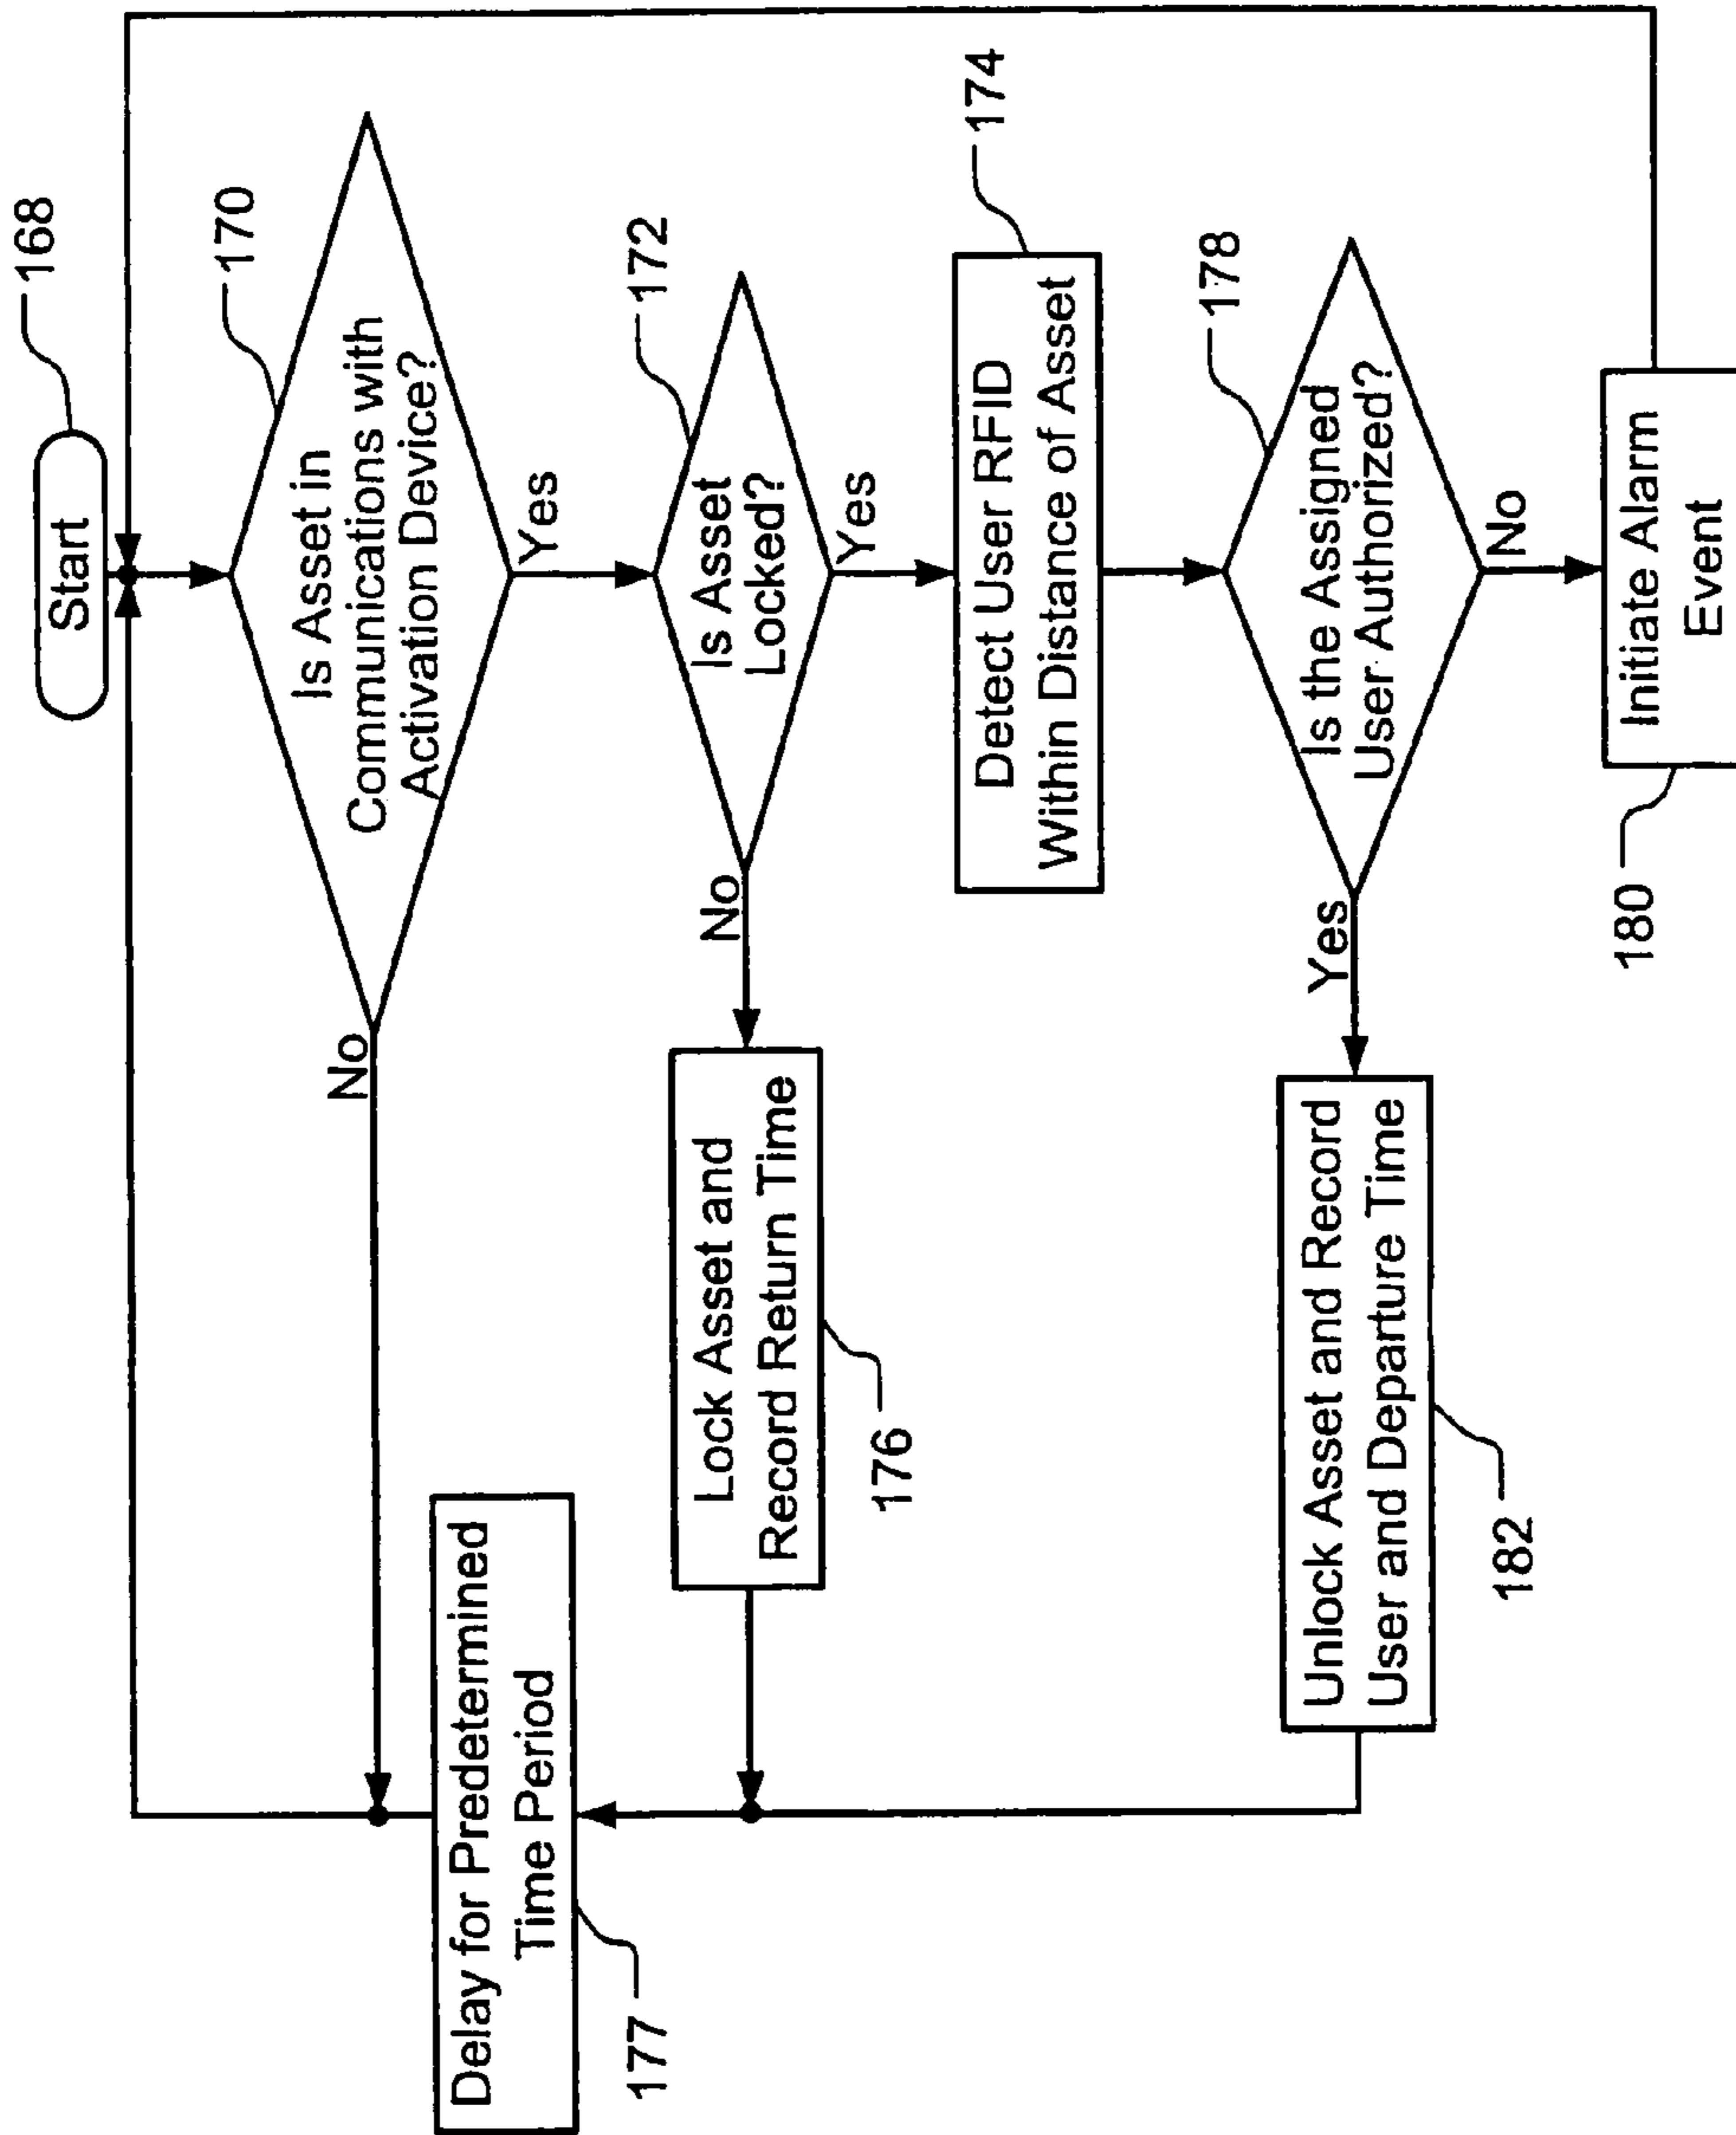 Start
168
Is Asset in
Communications with
Activation Device?
170
No
Yes
Is Asset
Locked?
172
No
Yes
Delay for Predetermined
Time Period
177
Lock Asset and
Record Return Time
176
Detect User RFID
Within Distance of Asset
174
Is the Assigned
User Authorized?
178
Yes
No
Unlock Asset and Record
User and Departure Time
182
Initiate Alarm
Event
180